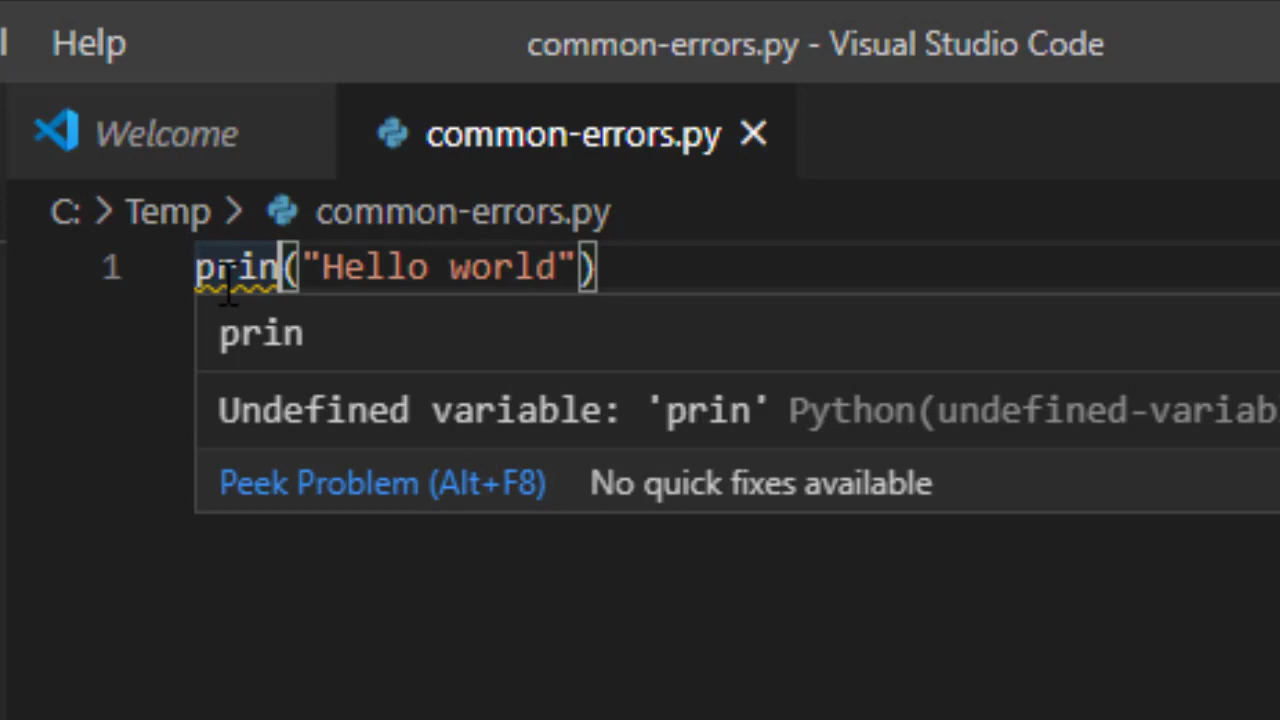 Help
common-errors.py - Visual Studio Code
Welcome
common-errors.py
C: > Temp > common-errors.py
1 prin("Hello world")
prin
Undefined variable: 'prin' Python(undefined-variab
Peek Problem (Alt+F8) No quick fixes available